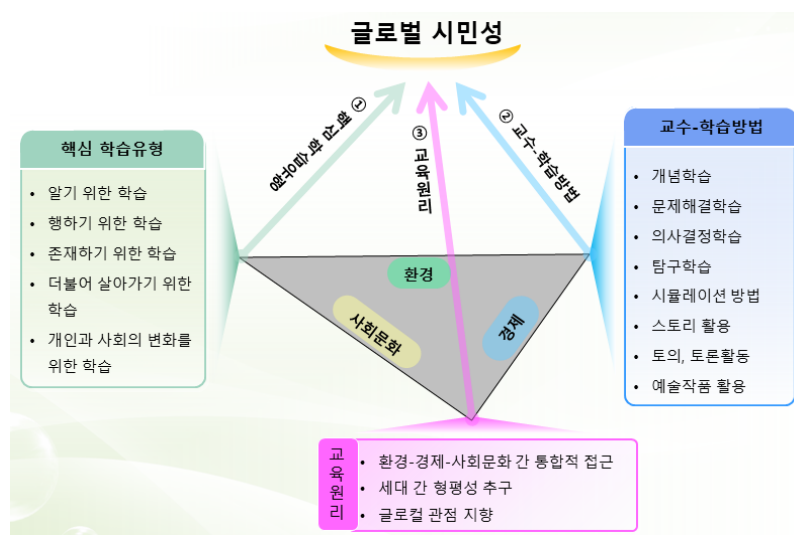 글로벌 시민성
① 핵심 학습유형
③ 교육원리
② 교수-학습방법
핵심 학습유형
• 알기 위한 학습
• 행하기 위한 학습
• 존재하기 위한 학습
• 더불어 살아가기 위한
학습
• 개인과 사회의 변화를
위한 학습
환경
사회문화
경제
교수-학습방법
• 개념학습
• 문제해결학습
• 의사결정학습
• 탐구학습
• 시뮬레이션 방법
• 스토리 활용
• 토의, 토론활동
• 예술작품 활용
교육원리
• 환경-경제-사회문화 간 통합적 접근
• 세대 간 형평성 추구
• 글로컬 관점 지향